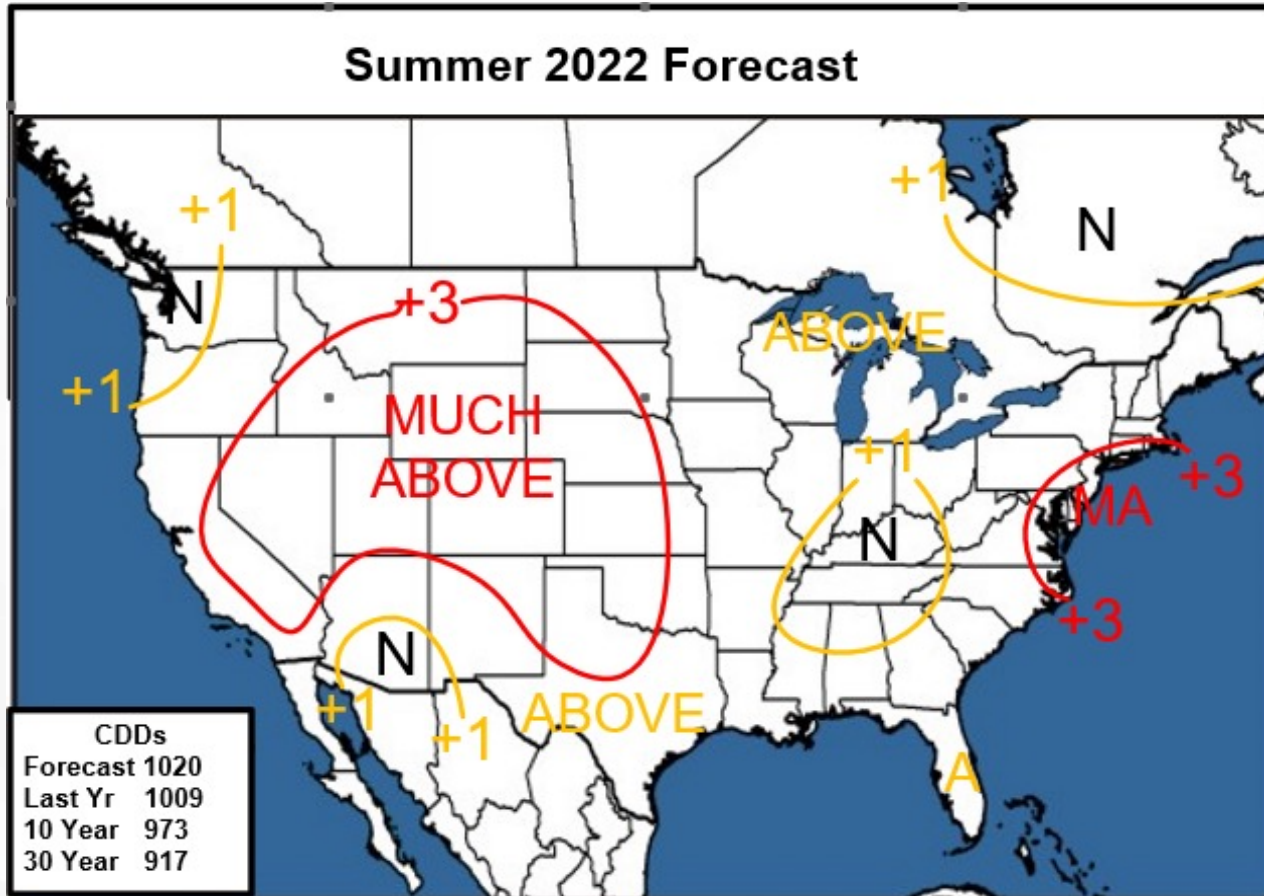 Summer 2022 Forecast
+1
+1
N
N
+3
+1
ABOVE
MUCH
ABOVE
+1
+3
MA
N
+3
N
+1
+1
ABOVE
A
CDDs
Forecast 1020
Last Yr 1009
10 Year 973
30 Year 917